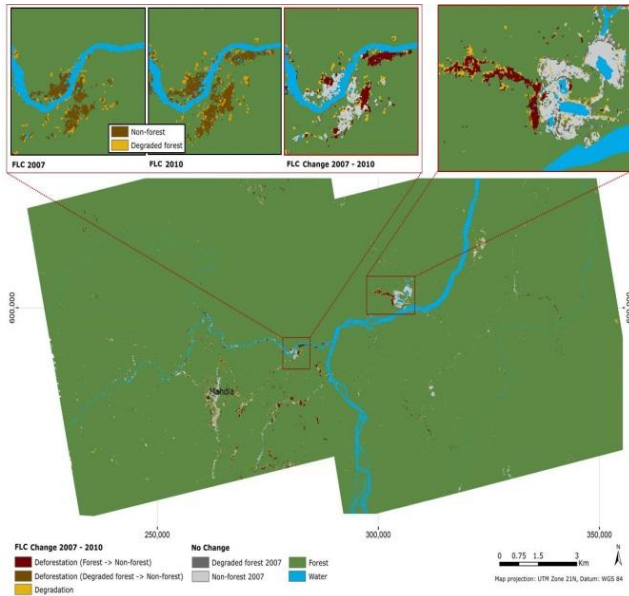 Non-forest
Degraded forest
FLC 2007
FLC 2010
FLC Change 2007 - 2010
600,000
600,000
Mahdia
250,000
300,000
350,000
FLC Change 2007 - 2010
Deforestation (Forest -> Non-forest)
Deforestation (Degraded forest -> Non-forest)
Degradation
No Change
Degraded forest 2007
Non-forest 2007
Forest
Water
0 0.75 1.5 3
Km
N
Map projection: UTM Zone 21N, Datum: WGS 84